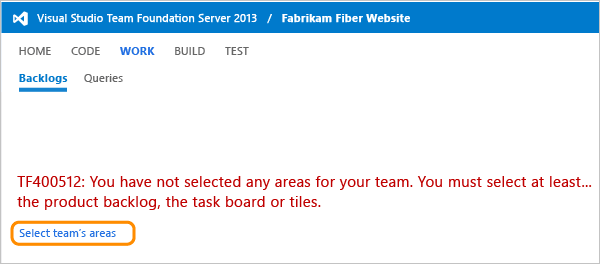 Visual Studio Team Foundation Server 2013 / Fabrikam Fiber Website
HOME CODE WORK BUILD TEST
Backlogs Queries
TF400512: You have not selected any areas for your team. You must select at least...
the product backlog, the task board or tiles.
Select team's areas